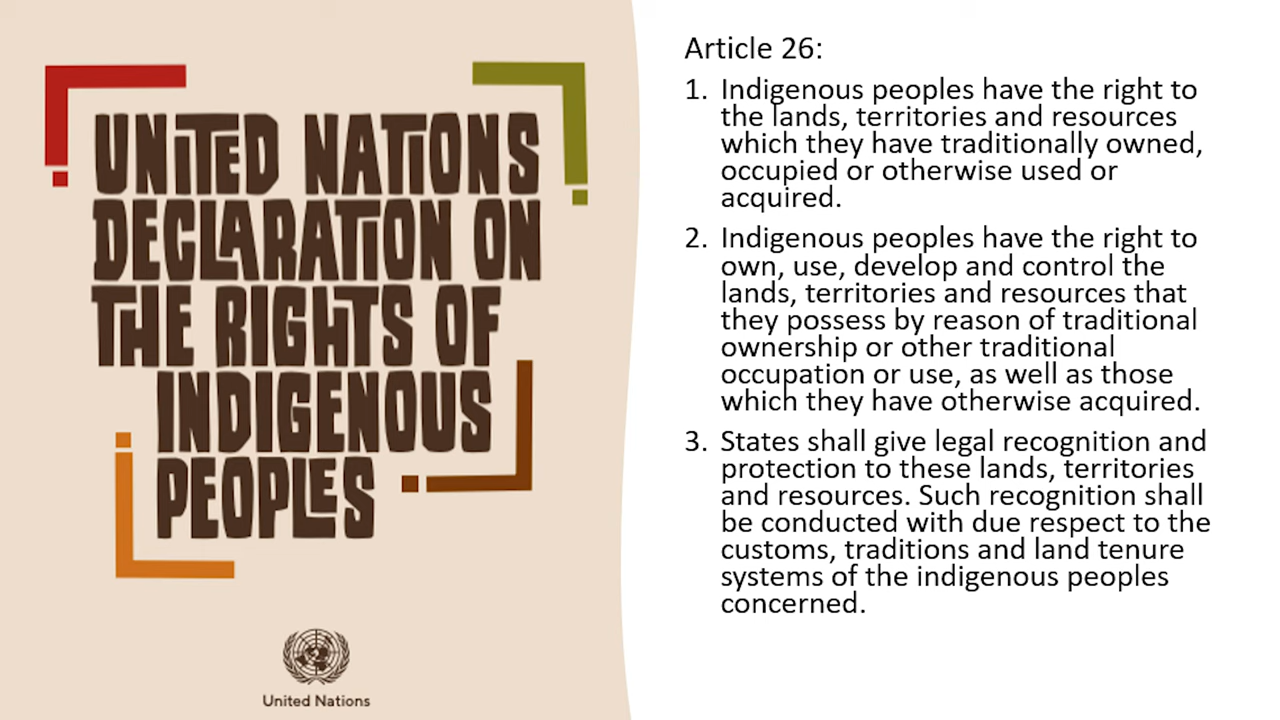 UNITED NATIONS
DECLARATION ON
THE RIGHTS OF
INDIGENOUS
PEOPLES
United Nations
Article 26:
1. Indigenous peoples have the right to
the lands, territories and resources
which they have traditionally owned,
occupied or otherwise used or
acquired.
2. Indigenous peoples have the right to
own, use, develop and control the
lands, territories and resources that
they possess by reason of traditional
ownership or other traditional
occupation or use, as well as those
which they have otherwise acquired.
3. States shall give legal recognition and
protection to these lands, territories
and resources. Such recognition shall
be conducted with due respect to the
customs, traditions and land tenure
systems of the indigenous peoples
concerned.